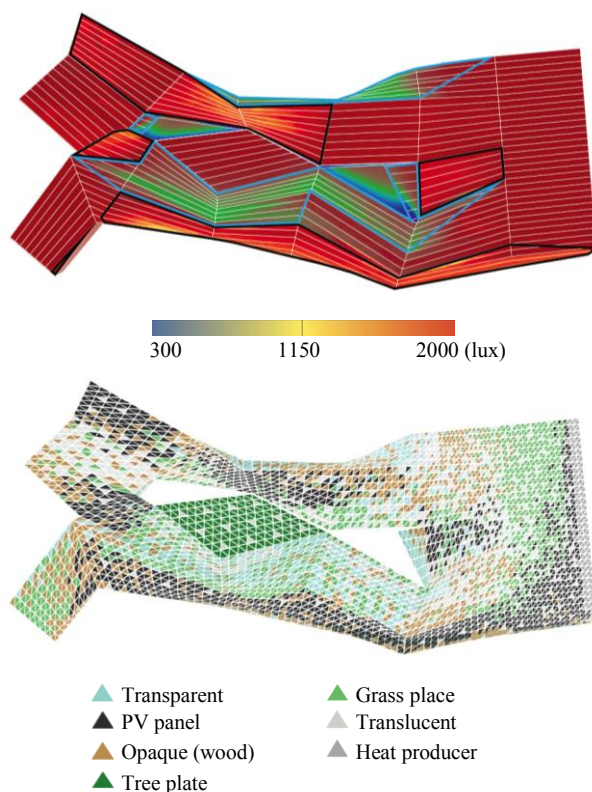 300 1150 2000 (lux)
Transparent Grass place
PV panel Translucent
Opaque (wood) Heat producer
Tree plate